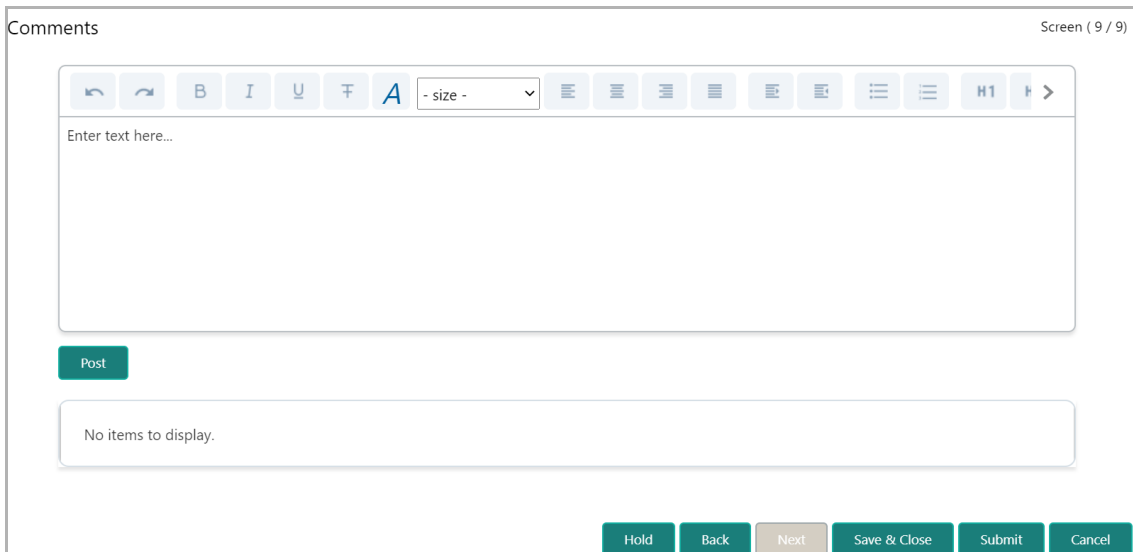 Comments
Screen ( 9 / 9)
B I U T A - size - H1
Enter text here...
Post
No items to display.
Hold Back Next Save & Close Submit Cancel